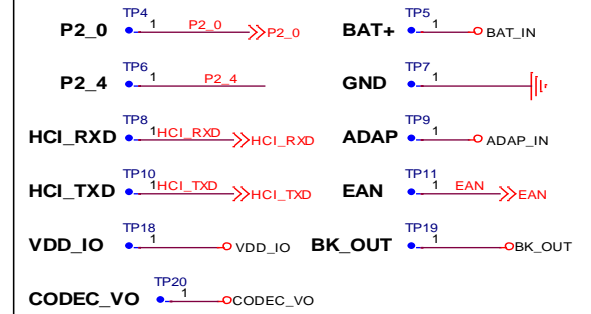 TP4 TP5
P2_0 1 P2_0 P2_0 BAT+ 1 BAT_IN
TP6 TP7
P2_4 1 P2_4 GND 1
TP8 TP9
HCI_RXD 1 HCI_RXD HCI_RXD ADAP 1 ADAP_IN
TP10 TP11
HCI_TXD 1 HCI_TXD HCI_TXD EAN 1 EAN EAN
TP18 TP19
VDD_IO 1 VDD_IO BK_OUT 1 BK_OUT
TP20
CODEC_VO 1 CODEC_VO